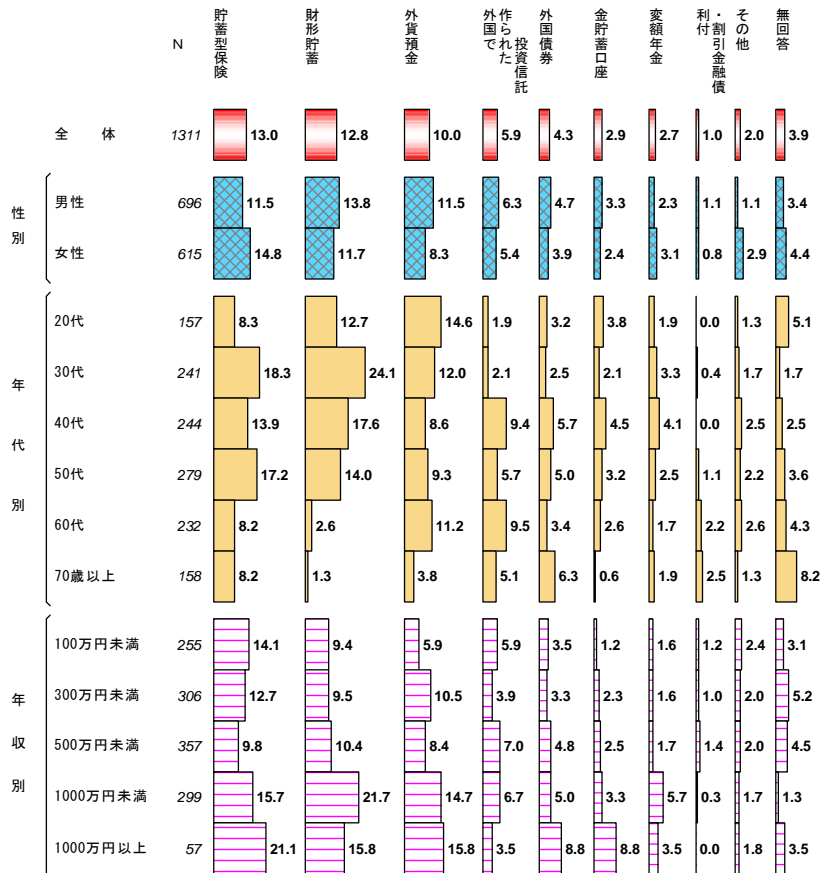 N 貯蓄型保険 財形貯蓄 外貨預金 外国で作られた投資信託 外国債券 金貯蓄口座 変額年金 利付・割引金融債 その他 無回答
全体 1311 13.0 12.8 10.0 5.9 4.3 2.9 2.7 1.0 2.0 3.9
性別
男性 696 11.5 13.8 11.5 6.3 4.7 3.3 2.3 1.1 1.1 3.4
女性 615 14.8 11.7 8.3 5.4 3.9 2.4 3.1 0.8 2.9 4.4
年代別
20代 157 8.3 12.7 14.6 1.9 3.2 3.8 1.9 0.0 1.3 5.1
30代 241 18.3 24.1 12.0 2.1 2.5 2.1 3.3 0.4 1.7 1.7
40代 244 13.9 17.6 8.6 9.4 5.7 4.5 4.1 0.0 2.5 2.5
50代 279 17.2 14.0 9.3 5.7 5.0 3.2 2.5 1.1 2.2 3.6
60代 232 8.2 2.6 11.2 9.5 3.4 2.6 1.7 2.2 2.6 4.3
70歳以上 158 8.2 1.3 3.8 5.1 6.3 0.6 1.9 2.5 1.3 8.2
年収別
100万円未満 255 14.1 9.4 5.9 5.9 3.5 1.2 1.6 1.2 2.4 3.1
300万円未満 306 12.7 9.5 10.5 3.9 3.3 2.3 1.6 1.0 2.0 5.2
500万円未満 357 9.8 10.4 8.4 7.0 4.8 2.5 1.7 1.4 2.0 4.5
1000万円未満 299 15.7 21.7 14.7 6.7 5.0 3.3 5.7 0.3 1.7 1.3
1000万円以上 57 21.1 15.8 15.8 3.5 8.8 8.8 3.5 0.0 1.8 3.5